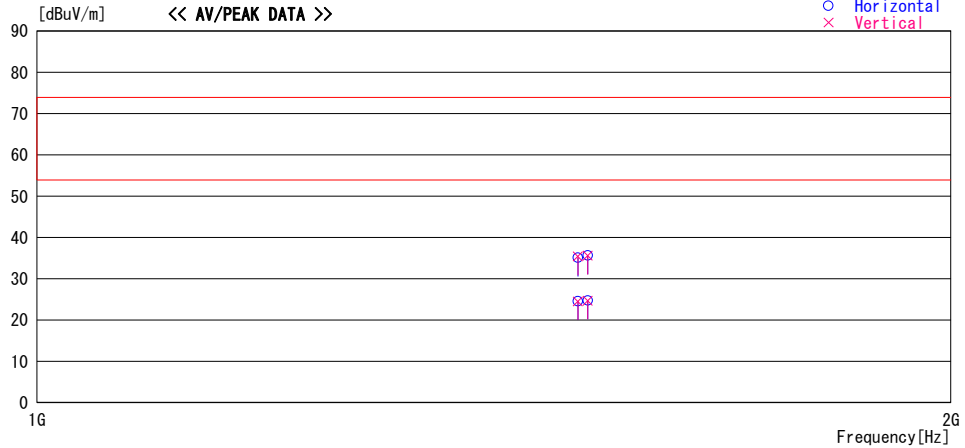 [dBuV/m] << AV/PEAK DATA >>
○ Horizontal
× Vertical
90
80
70
60
50
40
30
20
10
0
1G 2G
Frequency[Hz]